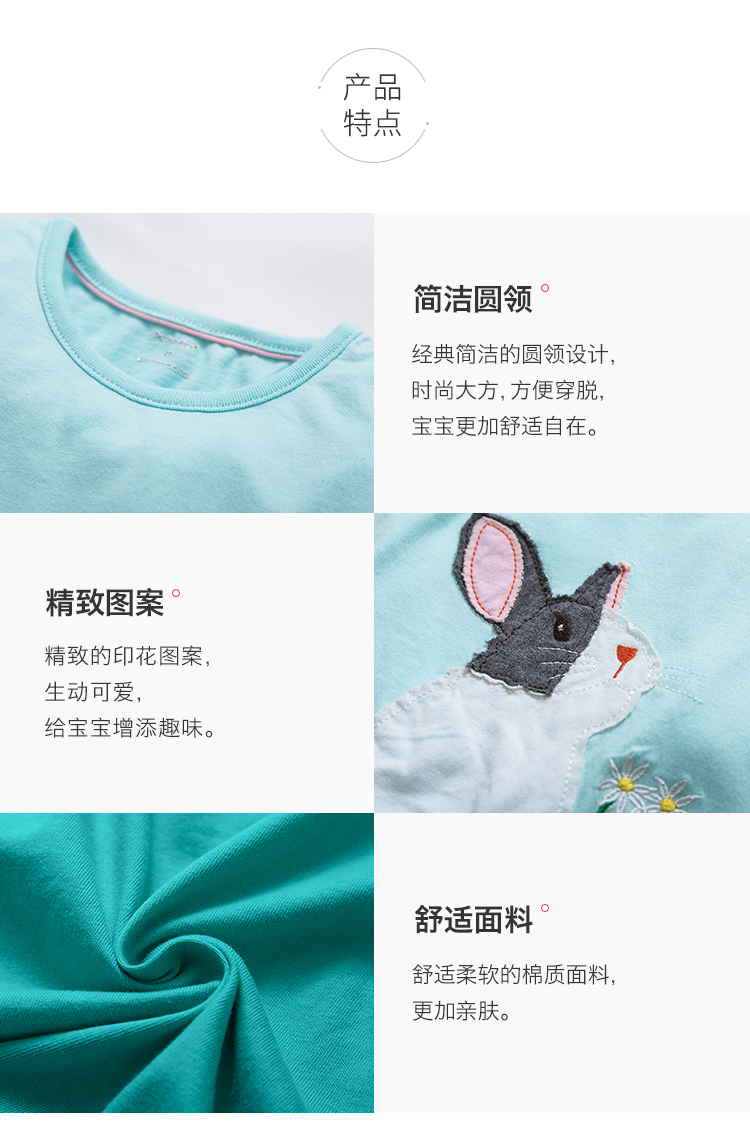 产品
特点
简洁圆领
经典简洁的圆领设计,
时尚大方, 方便穿脱,
宝宝更加舒适自在。
精致图案
精致的印花图案,
生动可爱,
给宝宝增添趣味。
舒适面料
舒适柔软的棉质面料,
更加亲肤。